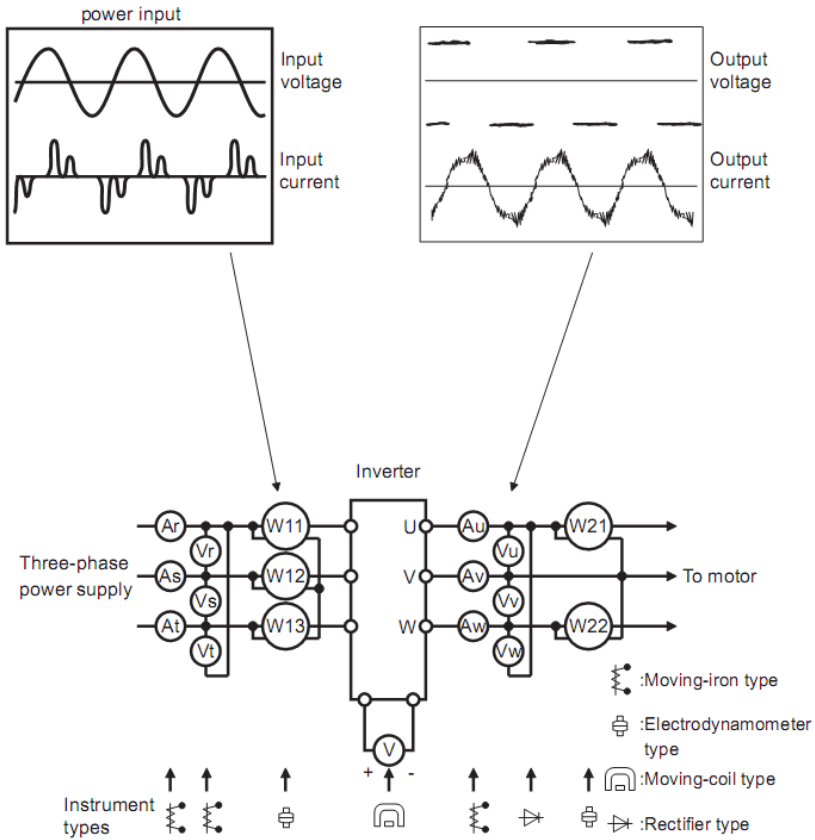 power input
Input
voltage
Input
current
Output
voltage
Output
current
Inverter
Three-phase
power supply
Ar
As
At
Vr
Vs
Vt
W11
W12
W13
U
V
W
Au
Av
Aw
Vu
Vv
Vw
W21
W22
To motor
V
+ -
:Moving-iron type
:Electrodynamometer
type
:Moving-coil type
:Rectifier type
Instrument
types